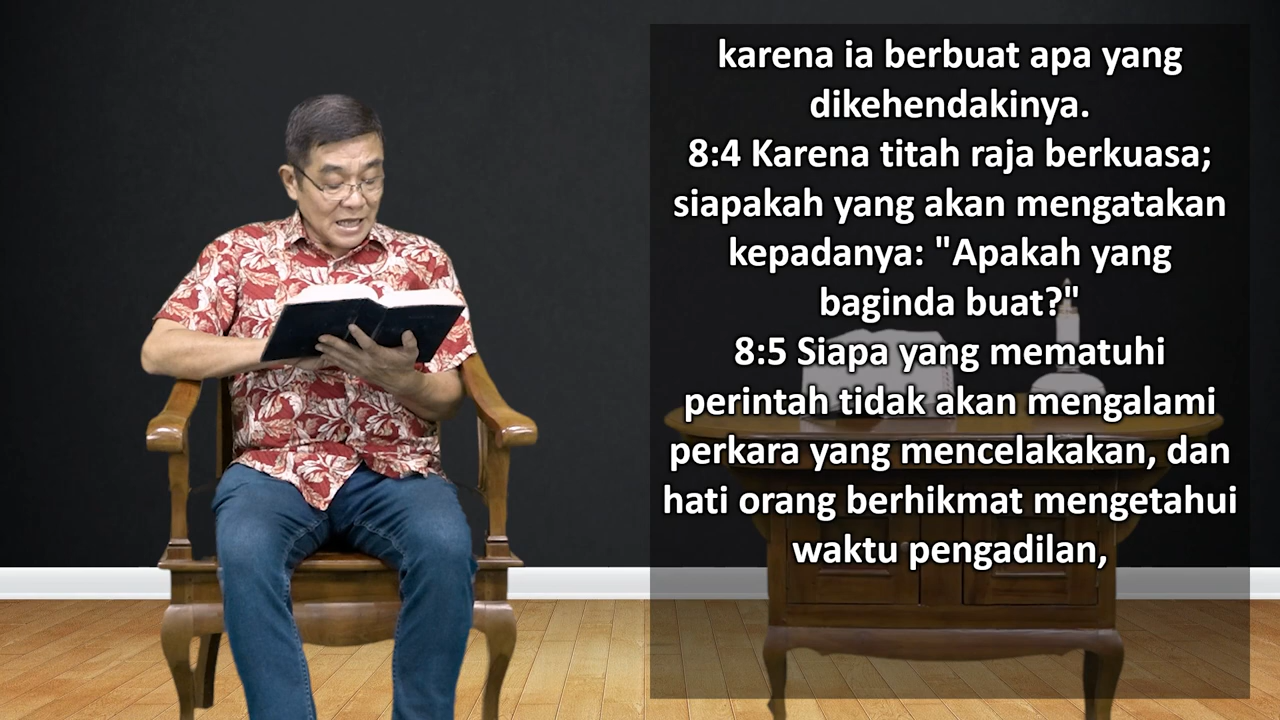 karena ia berbuat apa yang
dikehendakinya.
8:4 Karena titah raja berkuasa;
siapakah yang akan mengatakan
kepadanya: "Apakah yang
baginda buat?"
8:5 Siapa yang mematuhi
perintah tidak akan mengalami
perkara yang mencelakakan, dan
hati orang berhikmat mengetahui
waktu pengadilan,